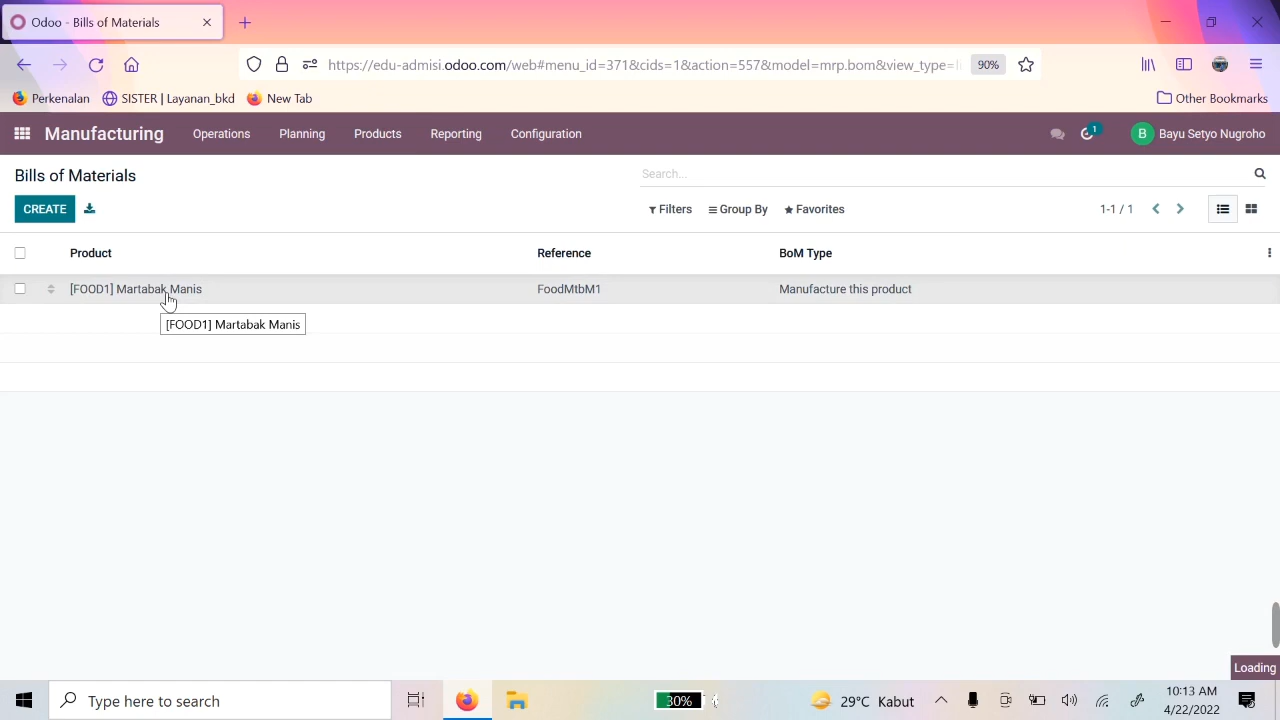 Odoo - Bills of Materials
https://edu-admisi.odoo.com/web#menu_id=371&cids=1&action=557&model=mrp.bom&view_type=li
90%
Perkenalan
SISTER | Layanan_bkd
New Tab
Other Bookmarks
Manufacturing
Operations
Planning
Products
Reporting
Configuration
1
B
Bayu Setyo Nugroho
Bills of Materials
Search...
CREATE
Filters
Group By
Favorites
1-1 / 1
Product
Reference
BoM Type
[FOOD1] Martabak Manis
FoodMtbM1
Manufacture this product
[FOOD1] Martabak Manis
Loading
Type here to search
30%
29°C Kabut
10:13 AM
4/22/2022